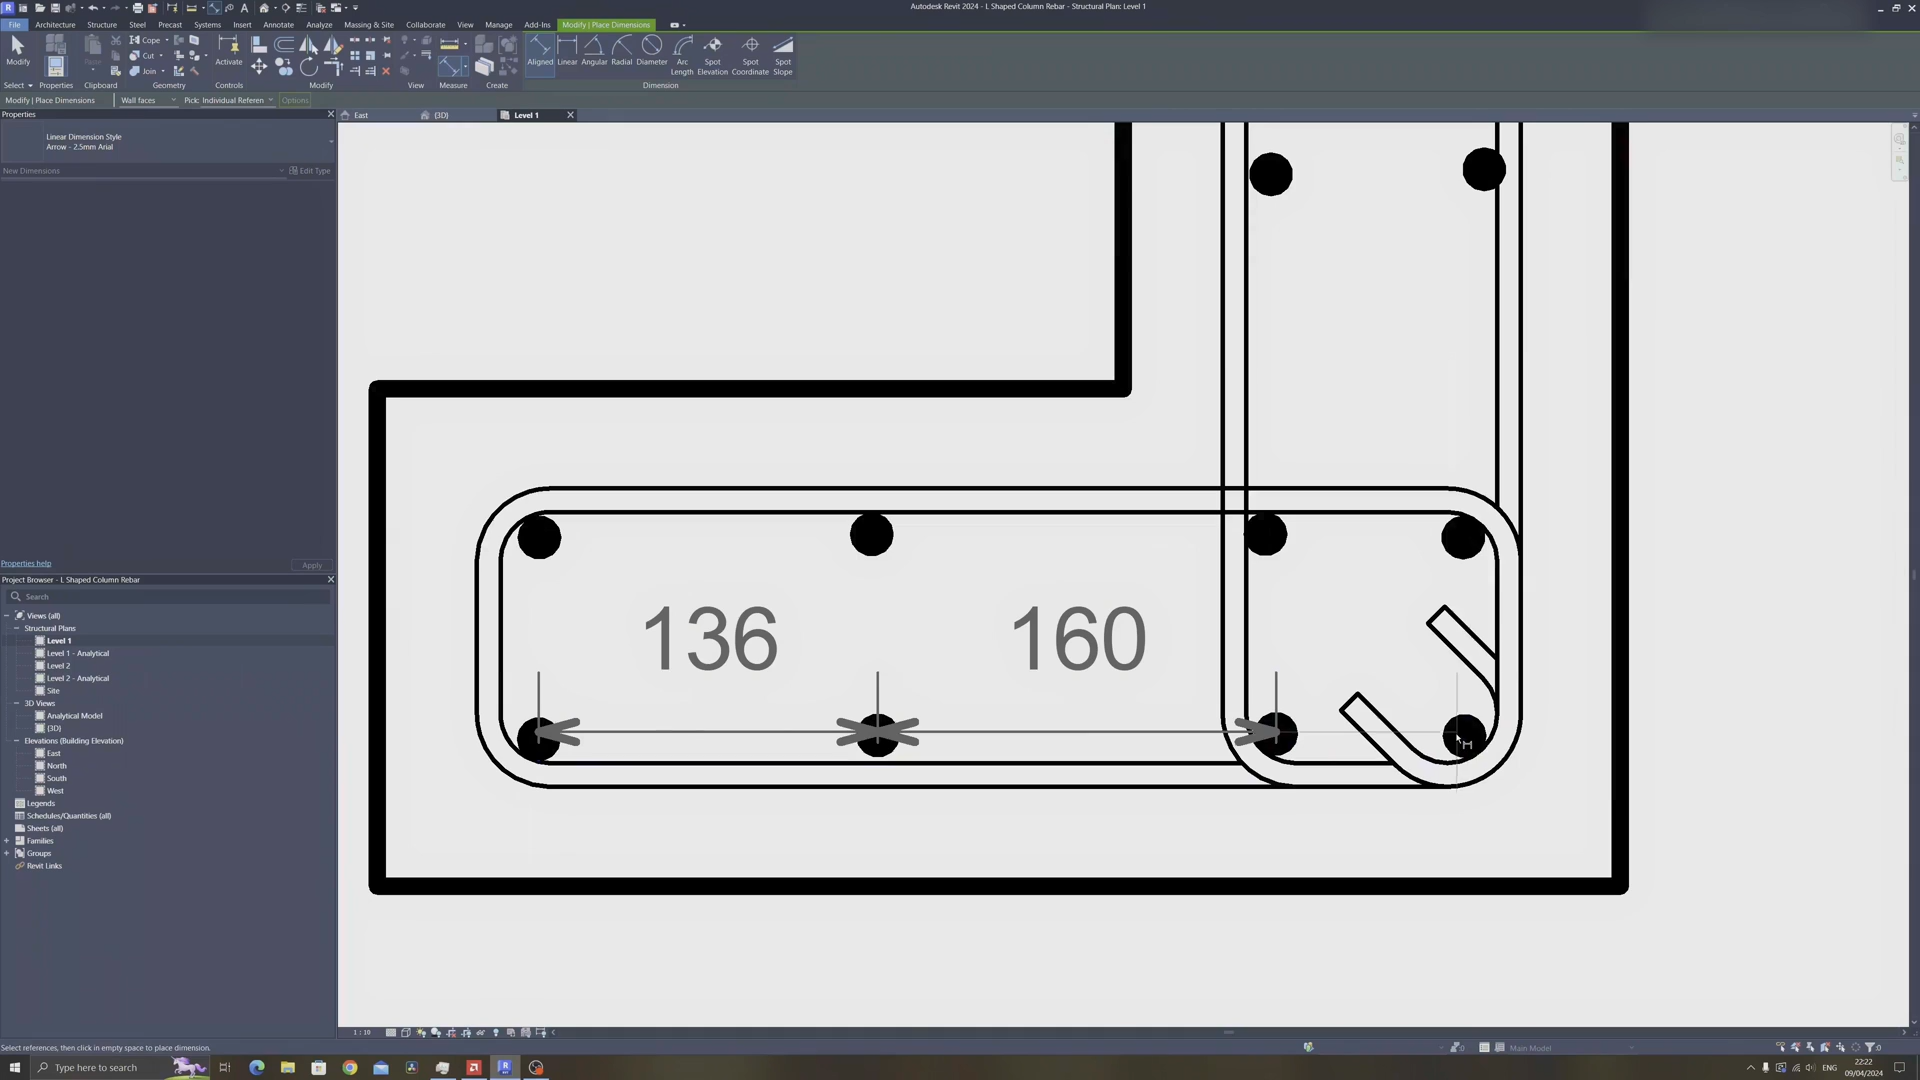 Autodesk Revit 2024 - L Shaped Column Rebar - Structural Plan: Level 1
File Architecture Structure Steel Precast Systems Insert Annotate Analyze Massing & Site Collaborate View Manage Add-Ins Modify | Place Dimensions
Modify Paste Cope Cut Join Activate Aligned Linear Angular Radial Diameter Arc Length Spot Elevation Spot Coordinate Spot Slope
Select Properties Clipboard Geometry Controls Modify View Measure Create Dimension
Modify | Place Dimensions Wall faces Pick: Individual Referen Options
Properties
East {3D} Level 1
Linear Dimension Style
Arrow - 2.5mm Arial
New Dimensions Edit Type
Properties help Apply
Project Browser - L Shaped Column Rebar
Search
Views (all)
Structural Plans
Level 1
Level 1 - Analytical
Level 2
Level 2 - Analytical
Site
3D Views
Analytical Model
{3D}
Elevations (Building Elevation)
East
North
South
West
Legends
Schedules/Quantities (all)
Sheets (all)
Families
Groups
Revit Links
136 160
1 : 10
Select references, then click in empty space to place dimension.
:0 Main Model :0
Type here to search
ENG
22:22
09/04/2024